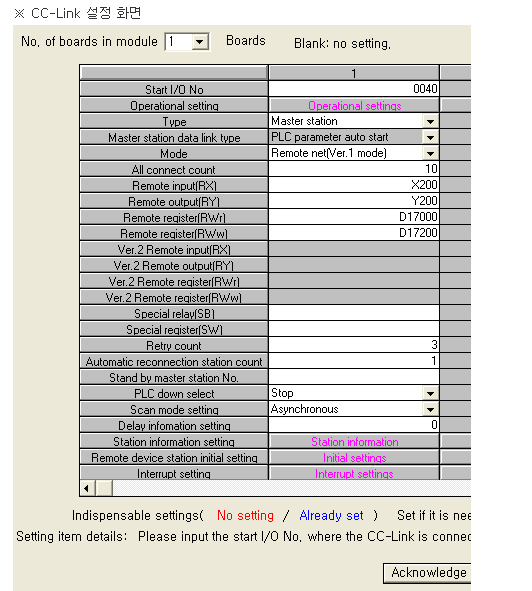 ※ CC-Link 설정 화면
No, of boards in module 1 Boards Blank: no setting,
1
Start I/O No 0040
Operational setting Operational settings
Type Master station
Master station data link type PLC parameter auto start
Mode Remote net(Ver.1 mode)
All connect count 10
Remote input(RX) X200
Remote output(RY) Y200
Remote register(RWr) D17000
Remote register(RWw) D17200
Ver.2 Remote input(RX)
Ver.2 Remote output(RY)
Ver.2 Remote register(RWr)
Ver.2 Remote register(RWw)
Special relay(SB)
Special register(SW)
Retry count 3
Automatic reconnection station count 1
Stand by master station No.
PLC down select Stop
Scan mode setting Asynchronous
Delay infomation setting 0
Station information setting Station information
Remote device station initial setting Initial settings
Interrupt setting Interrupt settings
Indispensable settings( No setting / Already set ) Set if it is nee
Setting item details: Please input the start I/O No, where the CC-Link is connec
Acknowledge